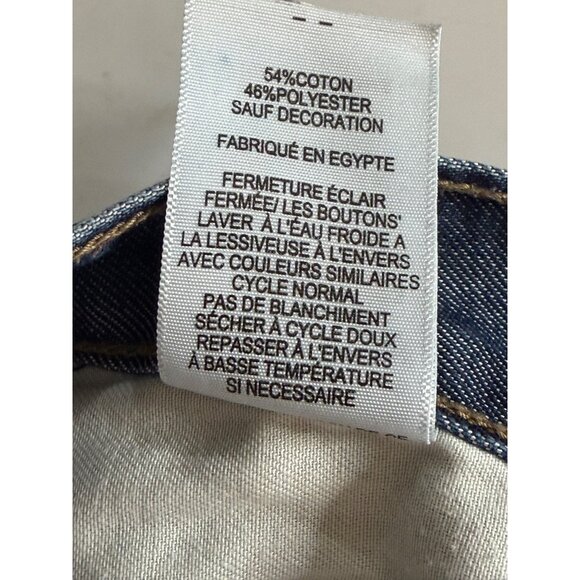 54%COTON
46%POLYESTER
SAUF DECORATION
FABRIQUÉ EN EGYPTE
FERMETURE ÉCLAIR
FERMÉE/ LES BOUTONS'
LAVER À L'EAU FROIDE A
LA LESSIVEUSE À L'ENVERS
AVEC COULEURS SIMILAIRES
CYCLE NORMAL
PAS DE BLANCHIMENT
SÉCHER À CYCLE DOUX
REPASSER À L'ENVERS
À BASSE TEMPÉRATURE
SI NECESSAIRE